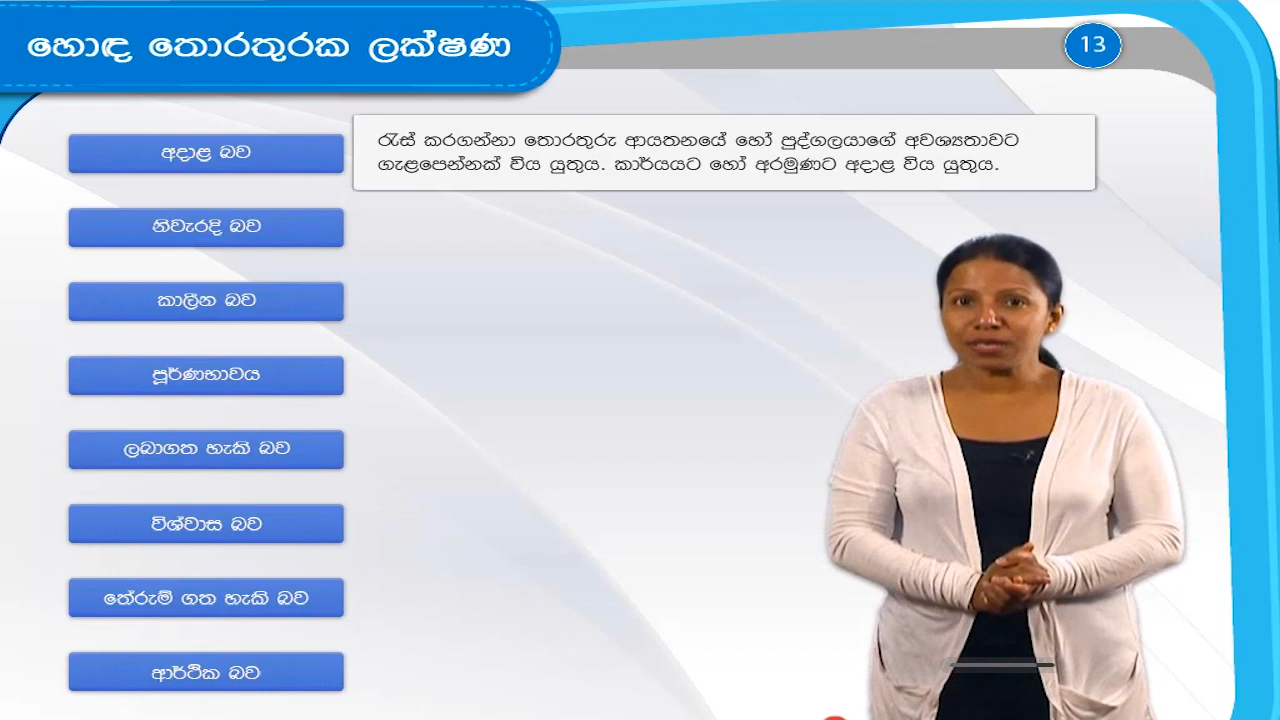 හොඳ තොරතුරක ලක්ෂණ
13
අදාළ බව
රැස් කරගන්නා තොරතුරු ආයතනයේ හෝ පුද්ගලයාගේ අවශ්‍යතාවට
ගැළපෙන්නක් විය යුතුය. කාර්යයට හෝ අරමුණට අදාළ විය යුතුය.
නිවැරදි බව
කාලීන බව
පූර්ණභාවය
ලබාගත හැකි බව
විශ්වාස බව
තේරුම් ගත හැකි බව
ආර්ථික බව